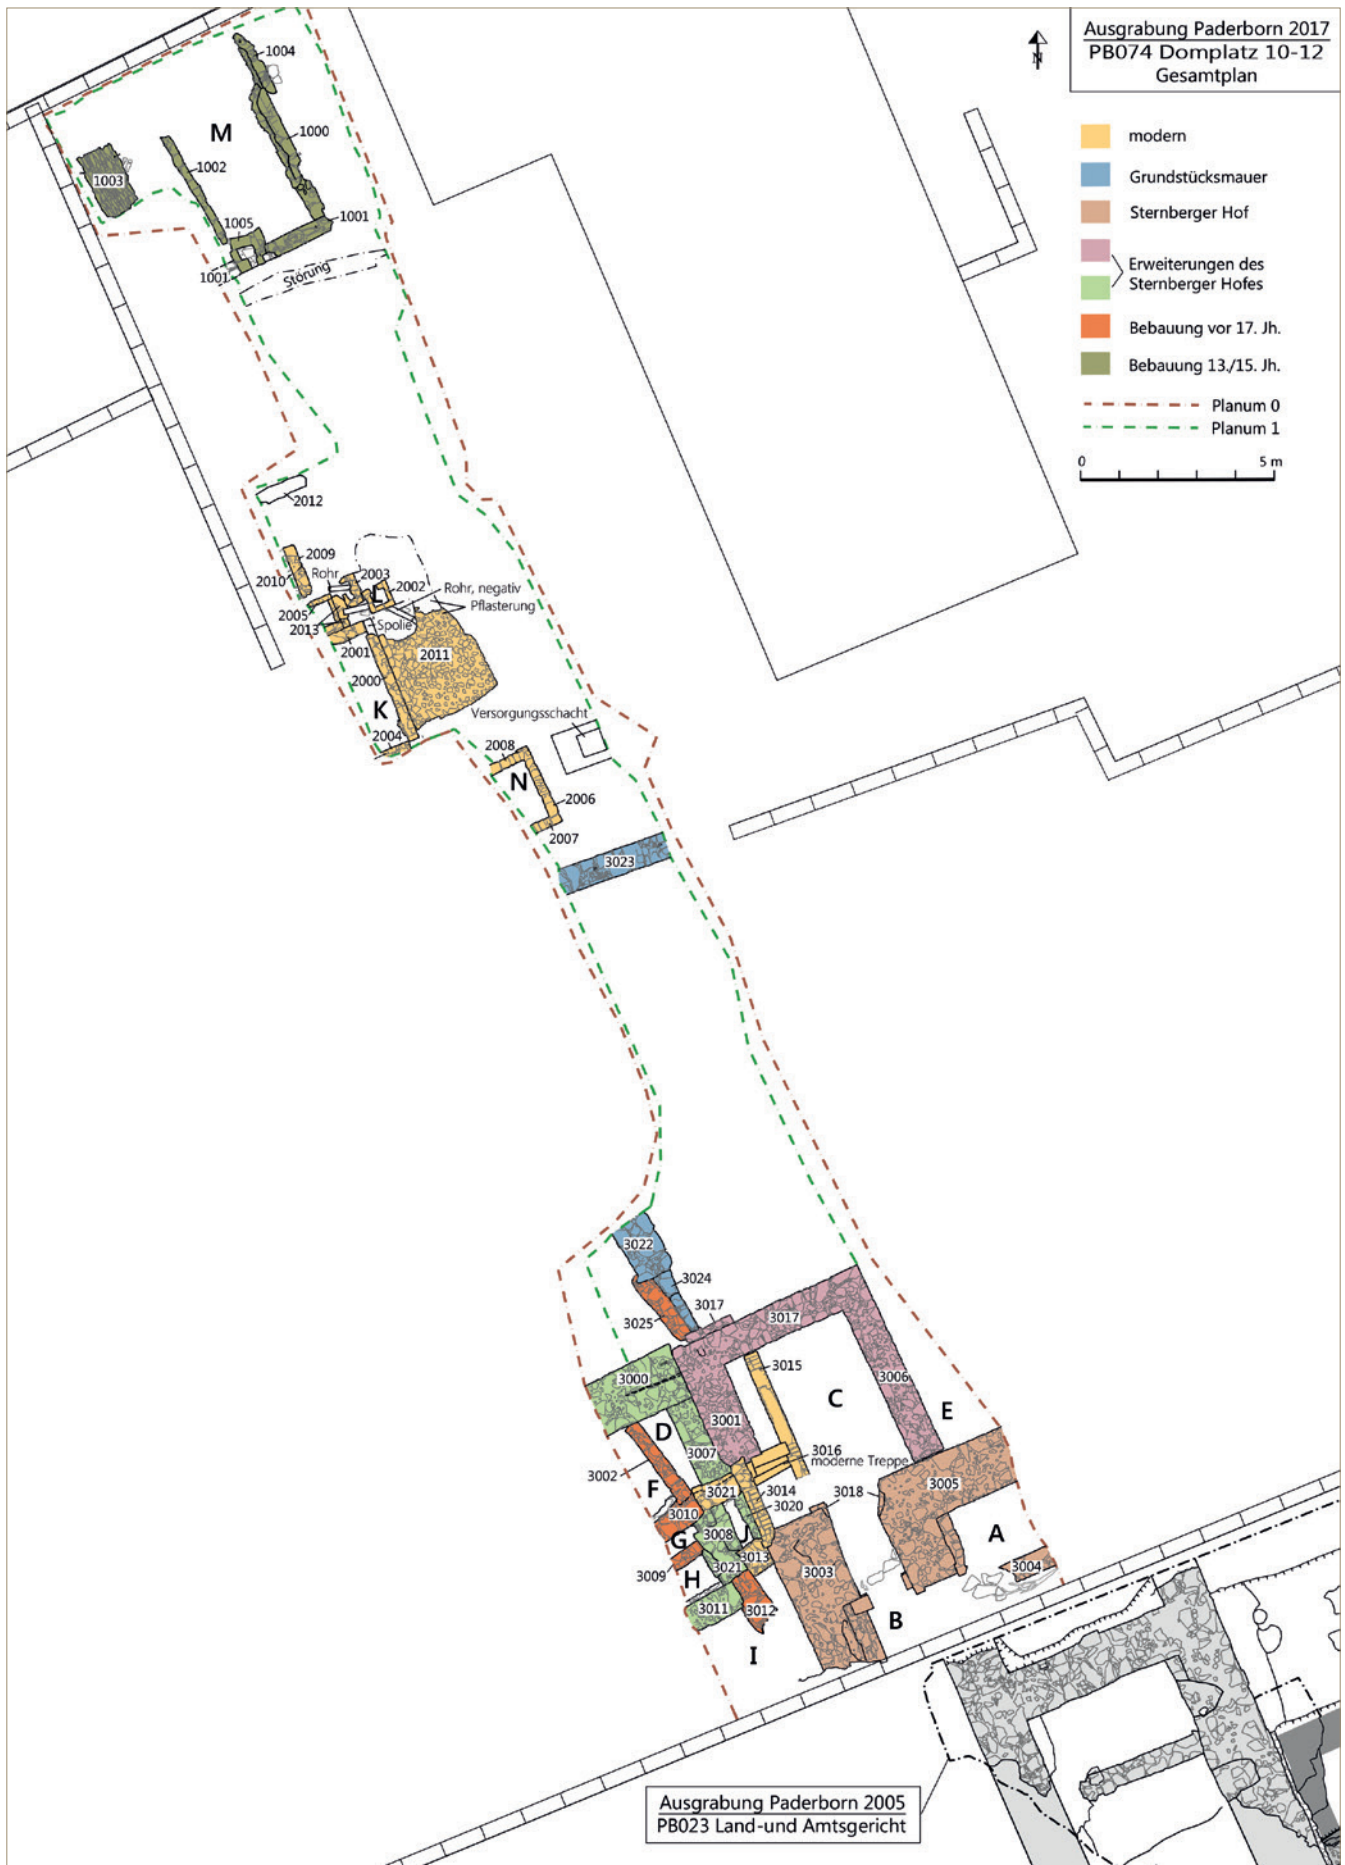 Ausgrabung Paderborn 2017
PB074 Domplatz 10-12
Gesamtplan
N
modern
Grundstücksmauer
Sternberger Hof
Erweiterungen des
Sternberger Hofes
Bebauung vor 17. Jh.
Bebauung 13./15. Jh.
Planum 0
Planum 1
0 5 m
1004
M
1000
1002
1003
1005
1001
1001
Störung
2012
2009
2010
Rohr
2003
2002
Rohr, negativ
L
Pflasterung
2005
2013
Spolie
2001
2011
2000
K
2004
Versorgungsschacht
2008
N
2006
2007
3023
3022
3024
3017
3025
3017
3015
3000
3006
C
E
3001
D
3007
3016
moderne Treppe
3002
F
3021
3014
3018
3005
3020
3010
3008
J
G
A
3013
3009
3021
3003
3004
H
3011
3012
B
I
Ausgrabung Paderborn 2005
PB023 Land-und Amtsgericht